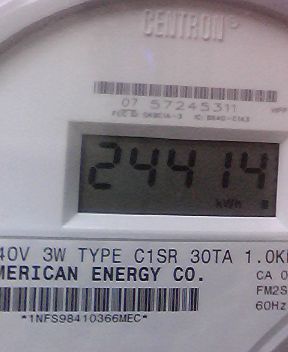 CENTRON®
07 57245311
24414
kWh
40V 3W TYPE C1SR 30TA 1.0K
MERICAN ENERGY CO.
CA 0
FM2S
60Hz
*1NFS98410366MEC*